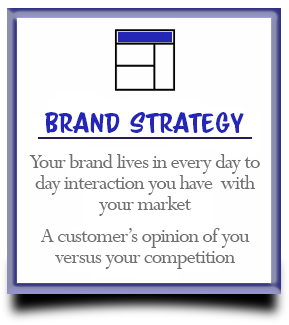 BRAND STRATEGY
Your brand lives in every day to
day interaction you have with
your market
A customer's opinion of you
versus your competition